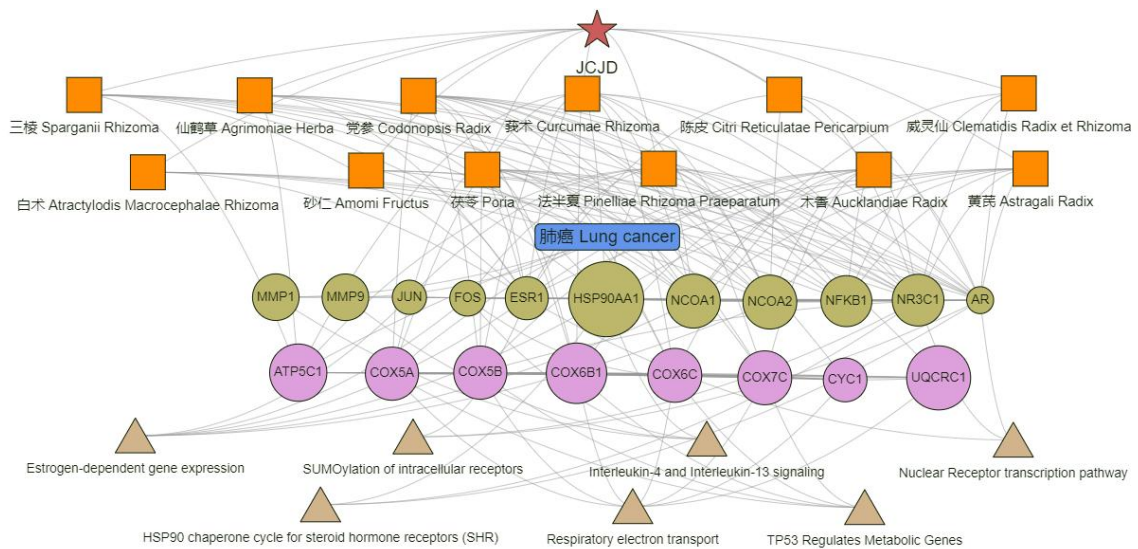 JCJD
三棱 Sparganii Rhizoma
仙鹤草 Agrimoniae Herba
党参 Codonopsis Radix
莪术 Curcumae Rhizoma
陈皮 Citri Reticulatae Pericarpium
威灵仙 Clematidis Radix et Rhizoma
白术 Atractylodis Macrocephalae Rhizoma
砂仁 Amomi Fructus
茯苓 Poria
法半夏 Pinelliae Rhizoma Praeparatum
木香 Aucklandiae Radix
黄芪 Astragali Radix
肺癌 Lung cancer
MMP1
MMP9
JUN
FOS
ESR1
HSP90AA1
NCOA1
NCOA2
NFKB1
NR3C1
AR
ATP5C1
COX5A
COX5B
COX6B1
COX6C
COX7C
CYC1
UQCRC1
Estrogen-dependent gene expression
SUMOylation of intracellular receptors
Interleukin-4 and Interleukin-13 signaling
Nuclear Receptor transcription pathway
HSP90 chaperone cycle for steroid hormone receptors (SHR)
Respiratory electron transport
TP53 Regulates Metabolic Genes